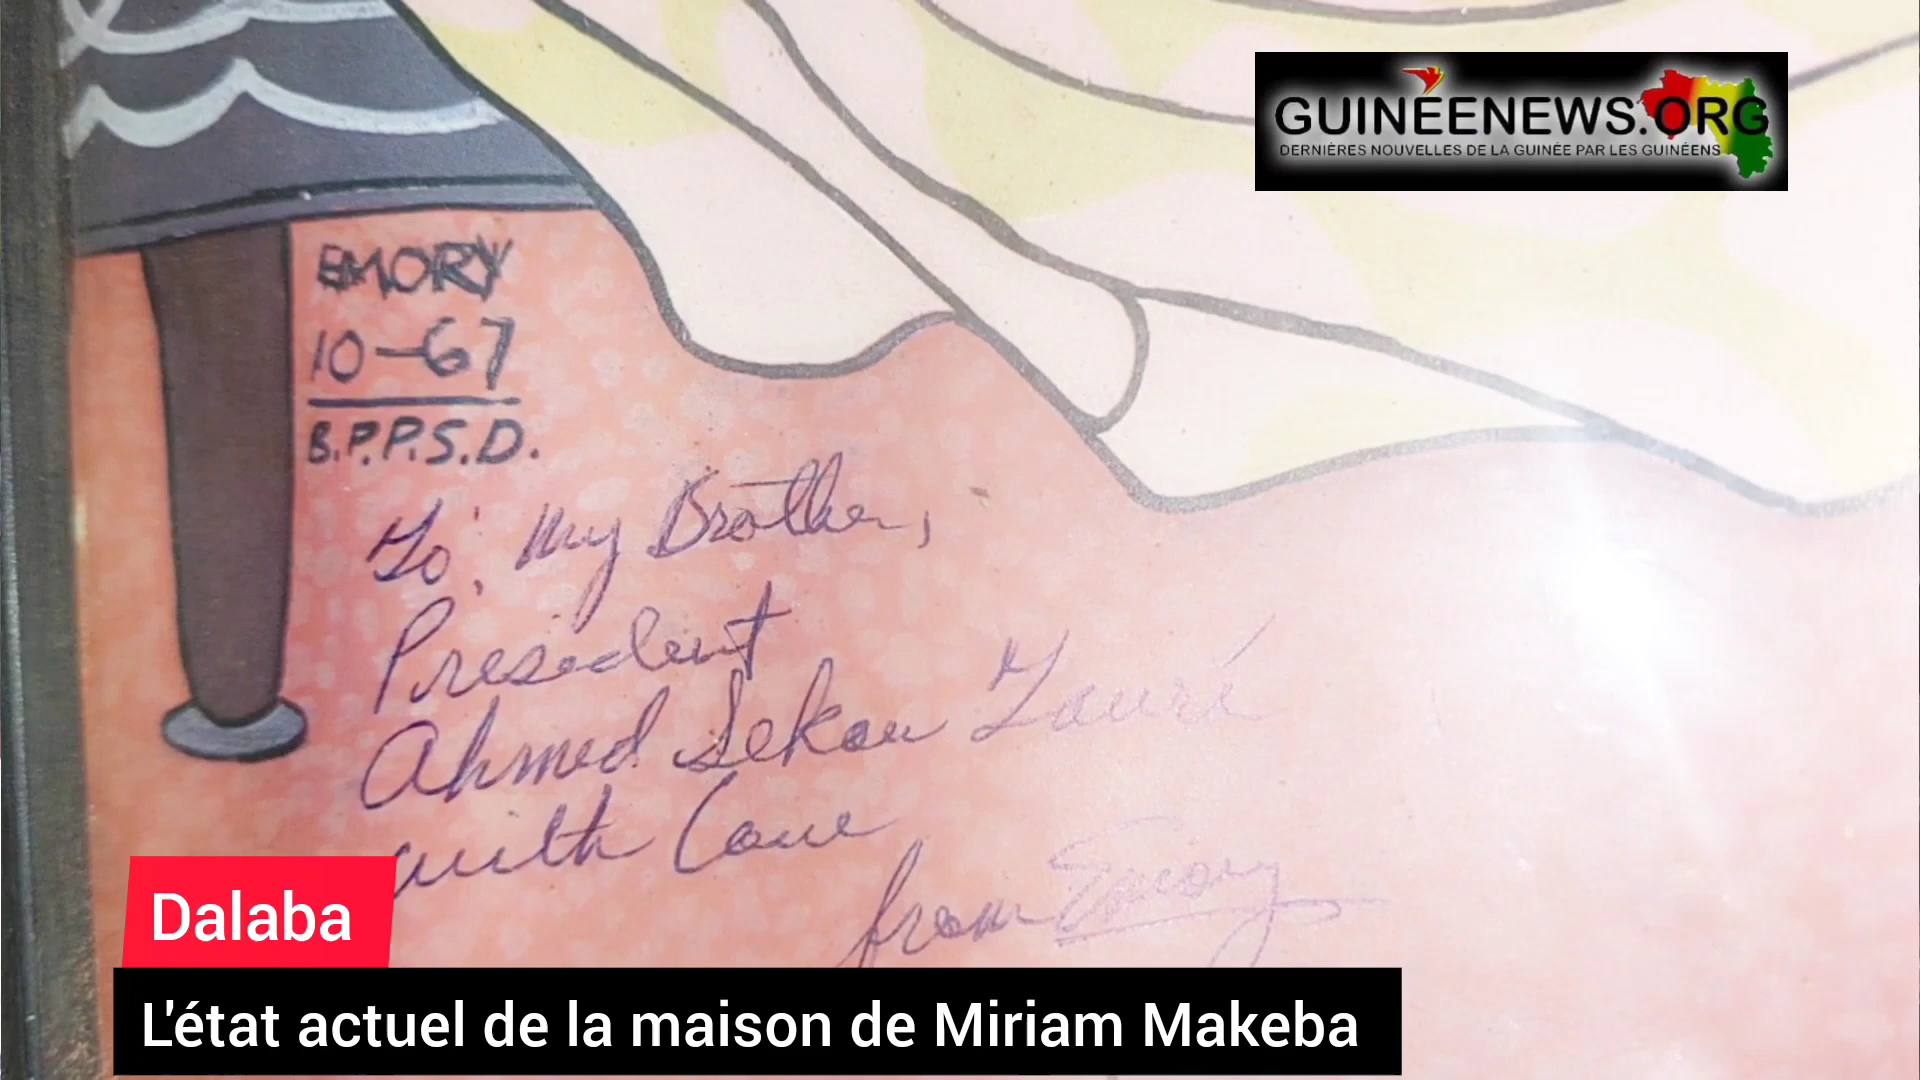 GUINÉENEWS.ORG
DERNIÈRES NOUVELLES DE LA GUINÉE PAR LES GUINÉENS
EMORY
10-67
B.P.P.S.D.
To: My Brother,
President
Ahmed Sekou Touré
with Love
from Emory
Dalaba
L'état actuel de la maison de Miriam Makeba